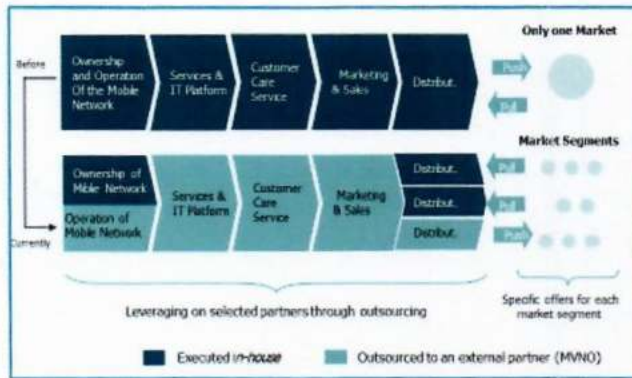 Only one Market
Before
Ownership
and Operation
Of the Moble
Network
Services &
IT Platform
Customer
Care
Service
Marketing
& Sales
Distribut.
Push
Pull
Market Segments
Ownership of
Mible Network
Operation of
Moble Network
Services &
IT Platform
Customer
Care
Service
Marketing
& Sales
Distribut.
Distribut.
Distribut.
Pull
Pull
Push
Currently
Leveraging on selected partners through outsourcing
Specific offers for each
market segment
Executed in-house
Outsourced to an external partner (MVNO)